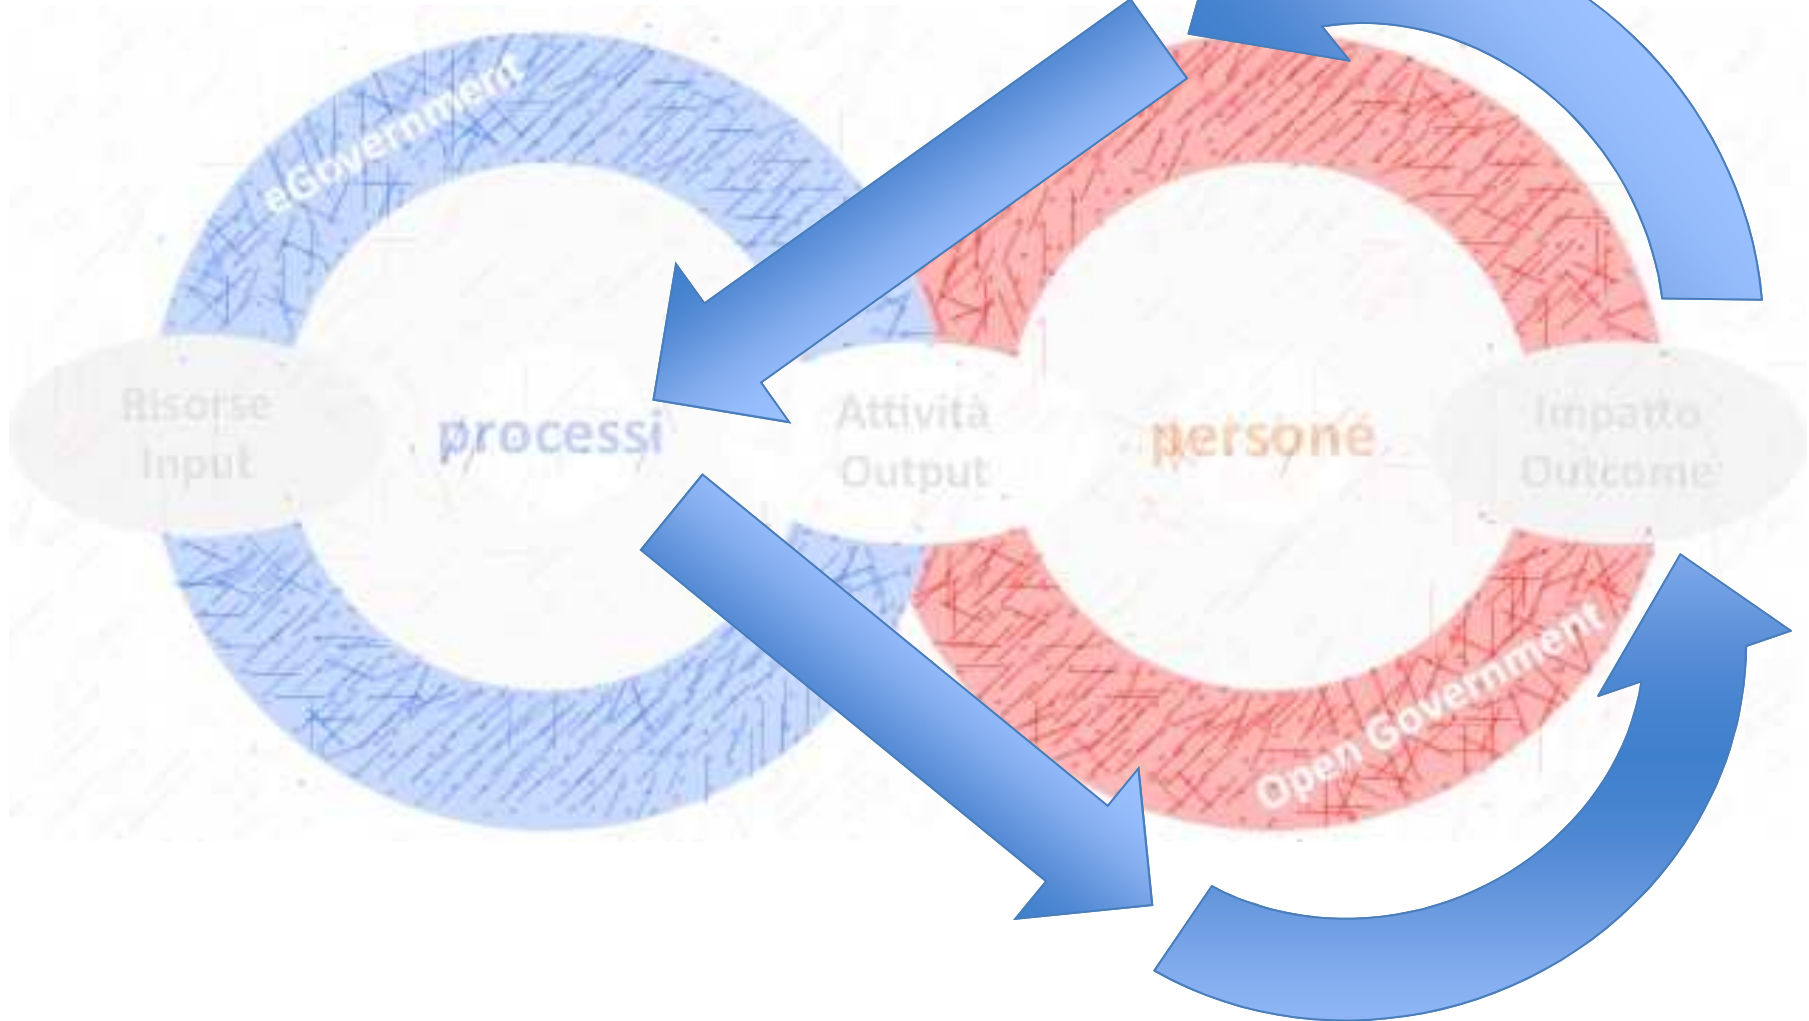 eGovernment
Risorse
Input
processi
Attività
Output
persone
Impatto
Outcome
Open Government